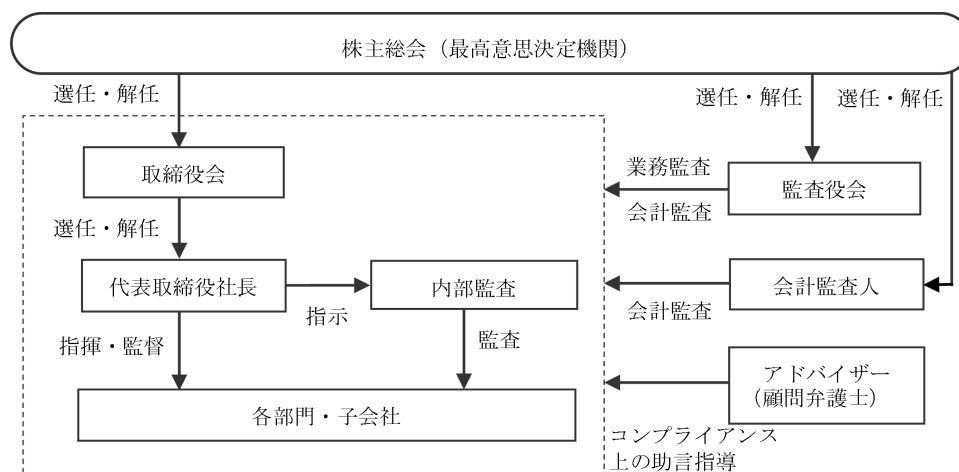 株主総会（最高意思決定機関）
選任・解任
選任・解任
選任・解任
取締役会
業務監査
監査役会
会計監査
選任・解任
代表取締役社長
内部監査
会計監査人
指示
会計監査
指揮・監督
監査
アドバイザー
（顧問弁護士）
各部門・子会社
コンプライアンス
上の助言指導